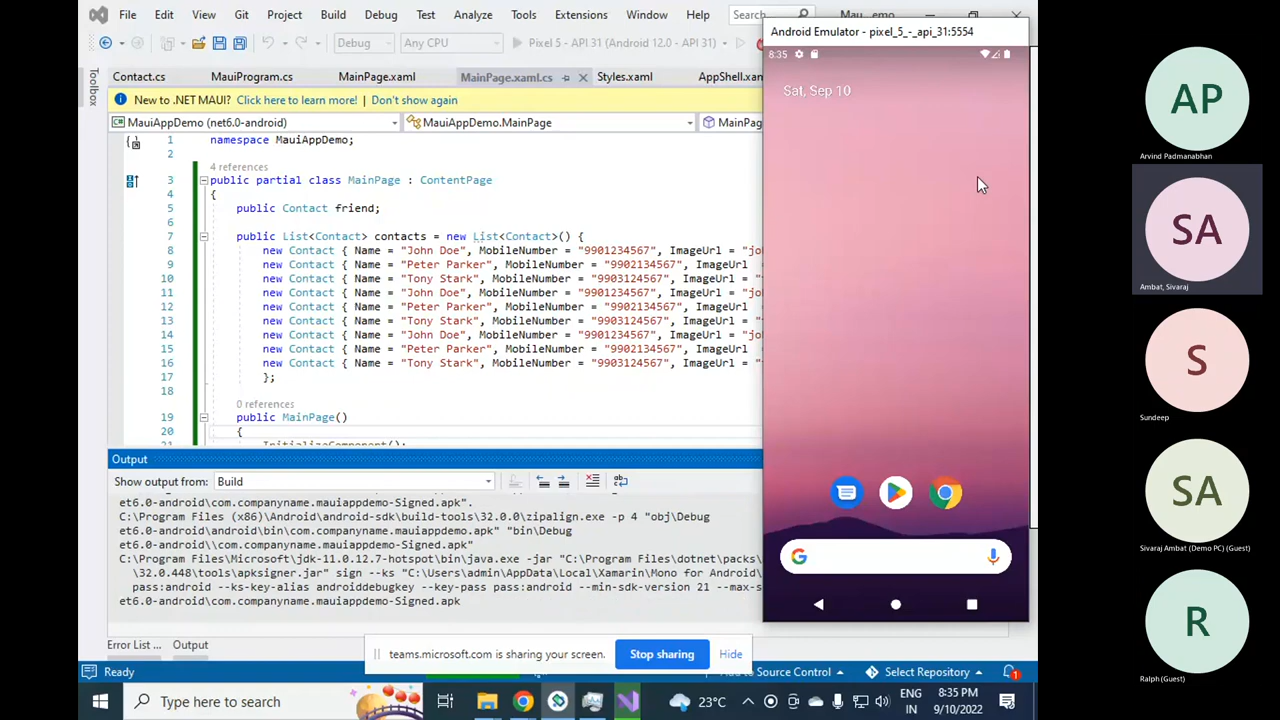 File Edit View Git Project Build Debug Test Analyze Tools Extensions Window Help Search
Debug Any CPU Pixel 5 - API 31 (Android 12.0 - API 31)
Contact.cs MauiProgram.cs MainPage.xaml MainPage.xaml.cs Styles.xaml AppShell.xam
New to .NET MAUI? Click here to learn more! | Don't show again
MauiAppDemo (net6.0-android) MauiAppDemo.MainPage MainPag
1 namespace MauiAppDemo;
2
4 references
3 public partial class MainPage : ContentPage
4 {
5 public Contact friend;
6
7 public List<Contact> contacts = new List<Contact>() {
8 new Contact { Name = "John Doe", MobileNumber = "9901234567", ImageUrl = "jo
9 new Contact { Name = "Peter Parker", MobileNumber = "9902134567", ImageUrl
10 new Contact { Name = "Tony Stark", MobileNumber = "9903124567", ImageUrl =
11 new Contact { Name = "John Doe", MobileNumber = "9901234567", ImageUrl = "jo
12 new Contact { Name = "Peter Parker", MobileNumber = "9902134567", ImageUrl
13 new Contact { Name = "Tony Stark", MobileNumber = "9903124567", ImageUrl =
14 new Contact { Name = "John Doe", MobileNumber = "9901234567", ImageUrl = "jo
15 new Contact { Name = "Peter Parker", MobileNumber = "9902134567", ImageUrl
16 new Contact { Name = "Tony Stark", MobileNumber = "9903124567", ImageUrl =
17 };
18
0 references
19 public MainPage()
20 {
21 InitializeComponent();
Toolbox
Output
Show output from: Build
et6.0-android\com.companyname.mauiappdemo-Signed.apk".
C:\Program Files (x86)\Android\android-sdk\build-tools\32.0.0\zipalign.exe -p 4 "obj\Debug
et6.0-android\android\bin\com.companyname.mauiappdemo.apk" "bin\Debug
et6.0-android\\com.companyname.mauiappdemo-Signed.apk"
C:\Program Files\Microsoft\jdk-11.0.12.7-hotspot\bin\java.exe -jar "C:\Program Files\dotnet\packs
\32.0.448\tools\apksigner.jar" sign --ks "C:\Users\admin\AppData\Local\Xamarin\Mono for Android
pass:android --ks-key-alias androiddebugkey --key-pass pass:android --min-sdk-version 21 --max-s
et6.0-android\com.companyname.mauiappdemo-Signed.apk
Error List ... Output
teams.microsoft.com is sharing your screen. Stop sharing Hide
Ready Add to Source Control Select Repository 1
Type here to search 23°C ENG IN 8:35 PM 9/10/2022
Android Emulator - pixel_5_-_api_31:5554
8:35
Sat, Sep 10
AP
Arvind Padmanabhan
SA
Ambat, Sivaraj
S
Sundeep
SA
Sivaraj Ambat (Demo PC) (Guest)
R
Ralph (Guest)